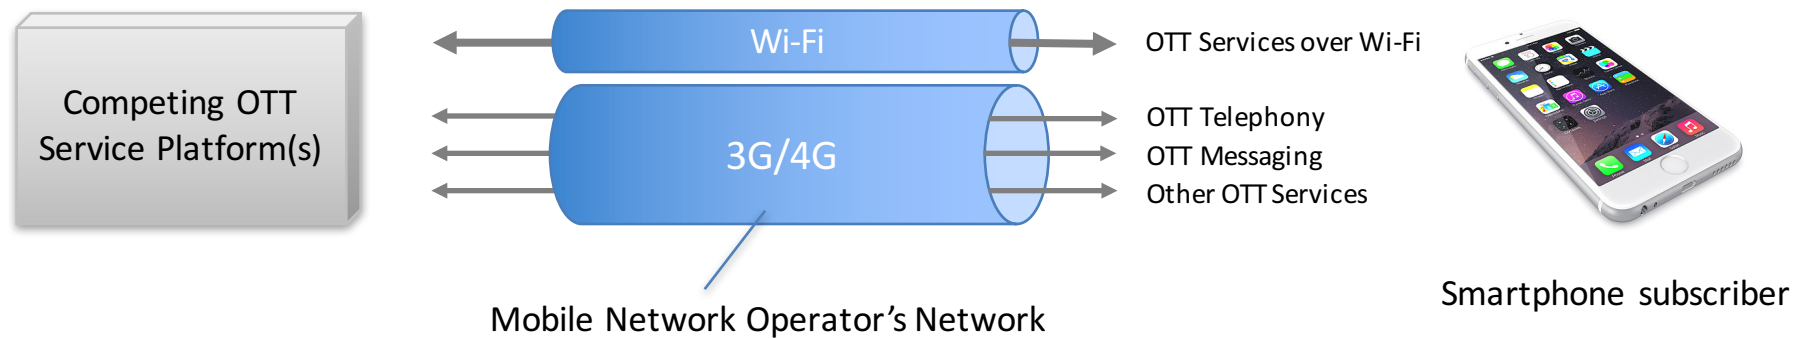 Competing OTT
Service Platform(s)
Wi-Fi
OTT Services over Wi-Fi
3G/4G
OTT Telephony
OTT Messaging
Other OTT Services
Mobile Network Operator’s Network
Smartphone subscriber